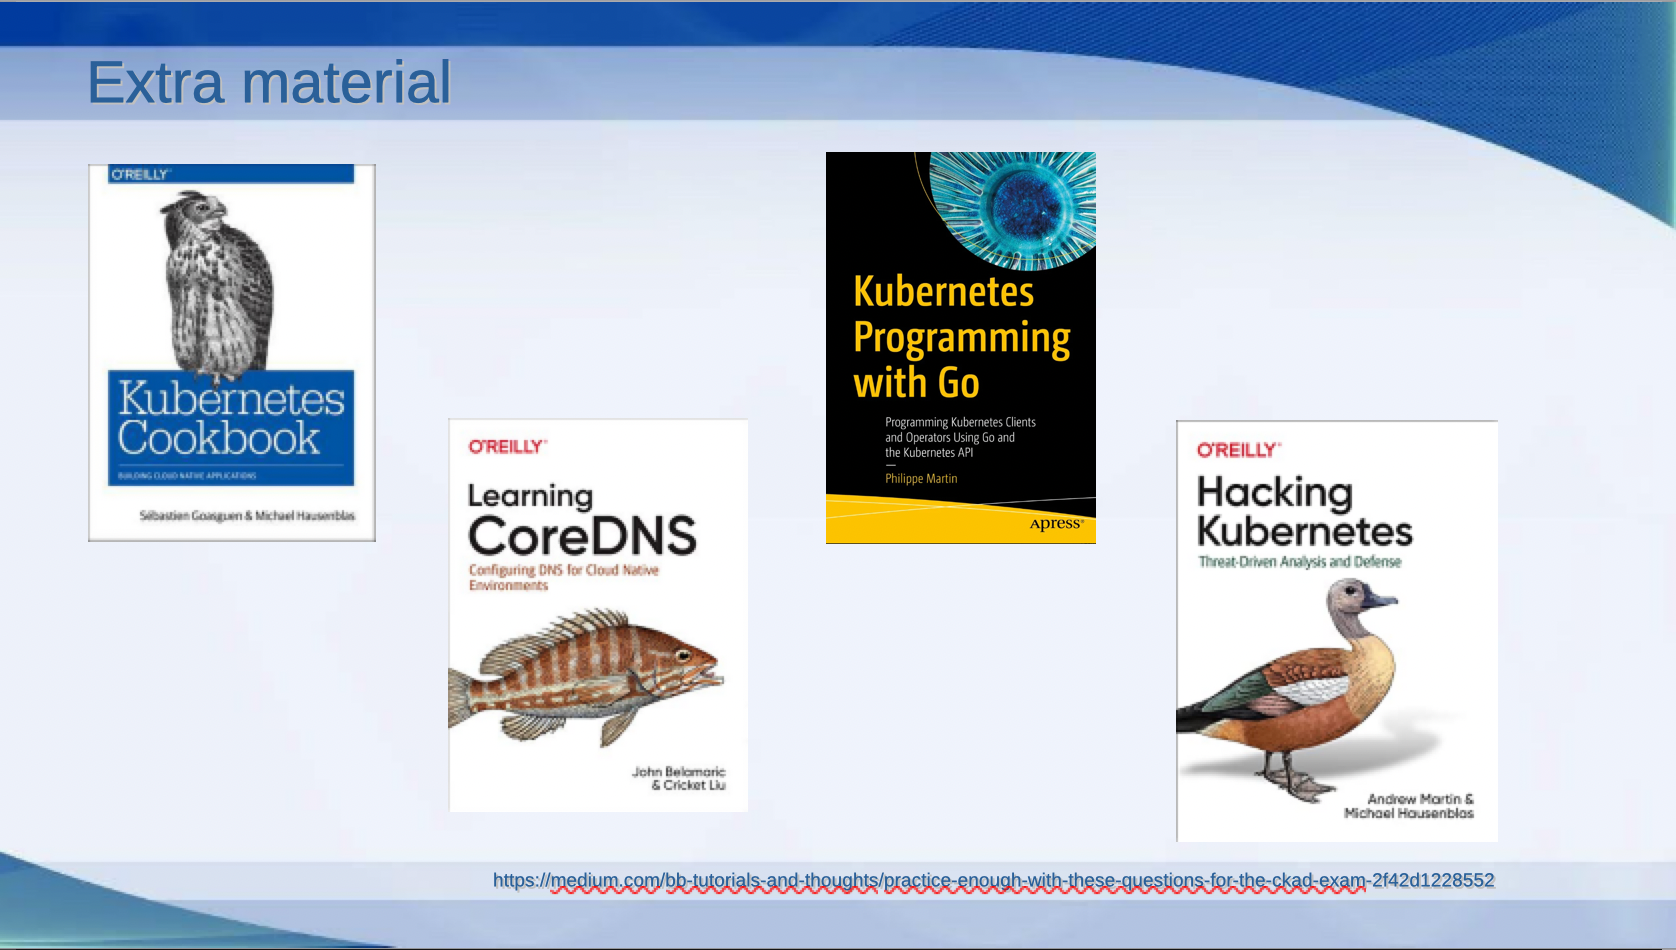 Extra material
O'REILLY®
Kubernetes
Cookbook
BUILDING CLOUD NATIVE APPLICATIONS
Sébastien Goasguen & Michael Hausenblas
O'REILLY®
Learning
CoreDNS
Configuring DNS for Cloud Native
Environments
John Belamaric
& Cricket Liu
Kubernetes
Programming
with Go
Programming Kubernetes Clients
and Operators Using Go and
the Kubernetes API
—
Philippe Martin
Apress®
O'REILLY®
Hacking
Kubernetes
Threat-Driven Analysis and Defense
Andrew Martin &
Michael Hausenblas
https://medium.com/bb-tutorials-and-thoughts/practice-enough-with-these-questions-for-the-ckad-exam-2f42d1228552